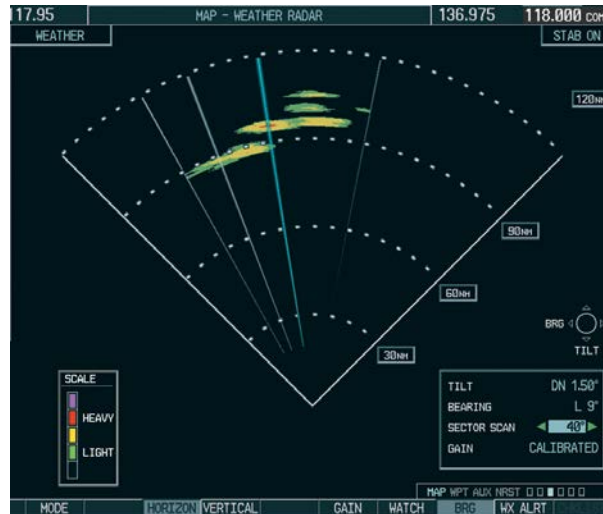 117.95 MAP - WEATHER RADAR 136.975 118.000 COM
WEATHER STAB ON
120NM
90NM
60NM
30NM
BRG
TILT
SCALE
HEAVY
LIGHT
TILT DN 1.50°
BEARING L 9°
SECTOR SCAN 40°
GAIN CALIBRATED
MAP WPT AUX NRST
MODE HORIZON VERTICAL GAIN WATCH BRG WX ALRT